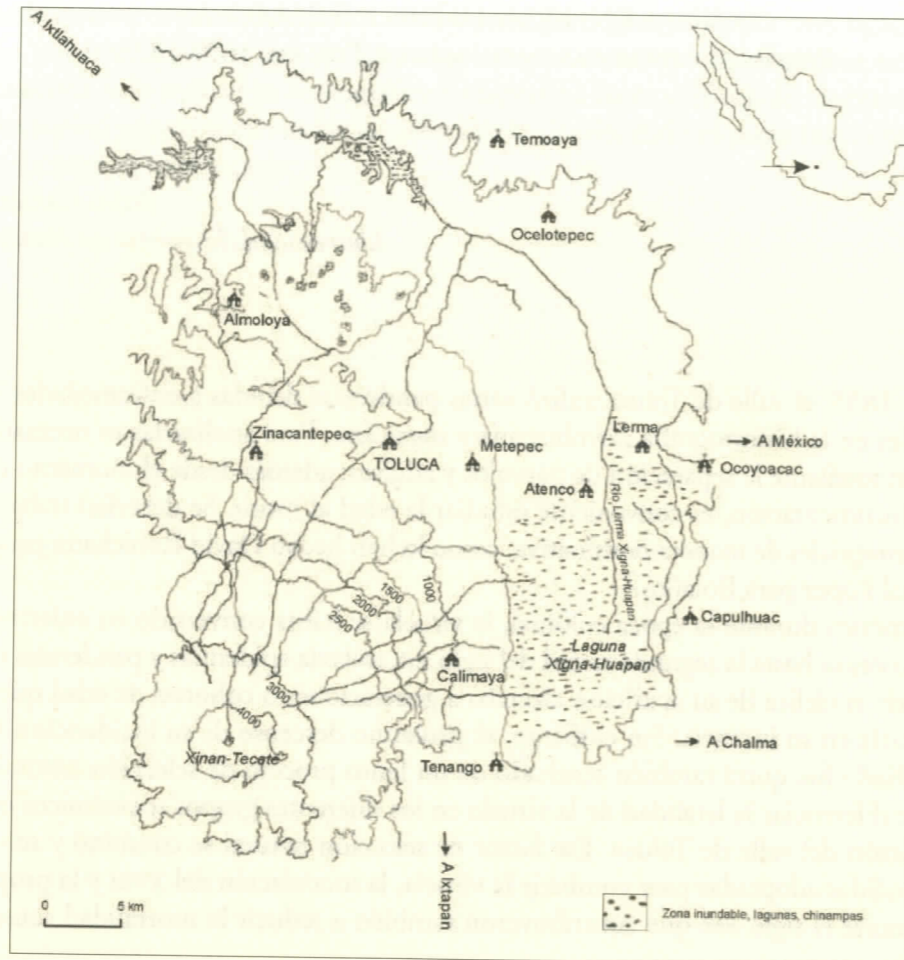 A Ixtlahuaca
Temoaya
Ocelotepec
Almoloya
Zinacantepec
TOLUCA
Metepec
Lerma
A México
Ocoyoacac
Atenco
Río Lerma Xigna-Huapan
1000
1500
2000
2500
Capulhuac
Laguna
Xigna-Huapan
Calimaya
3000
4000
Xinan-Tecaté
A Chalma
Tenango
A Ixtapan
0 5 km
Zona inundable, lagunas, chinampas